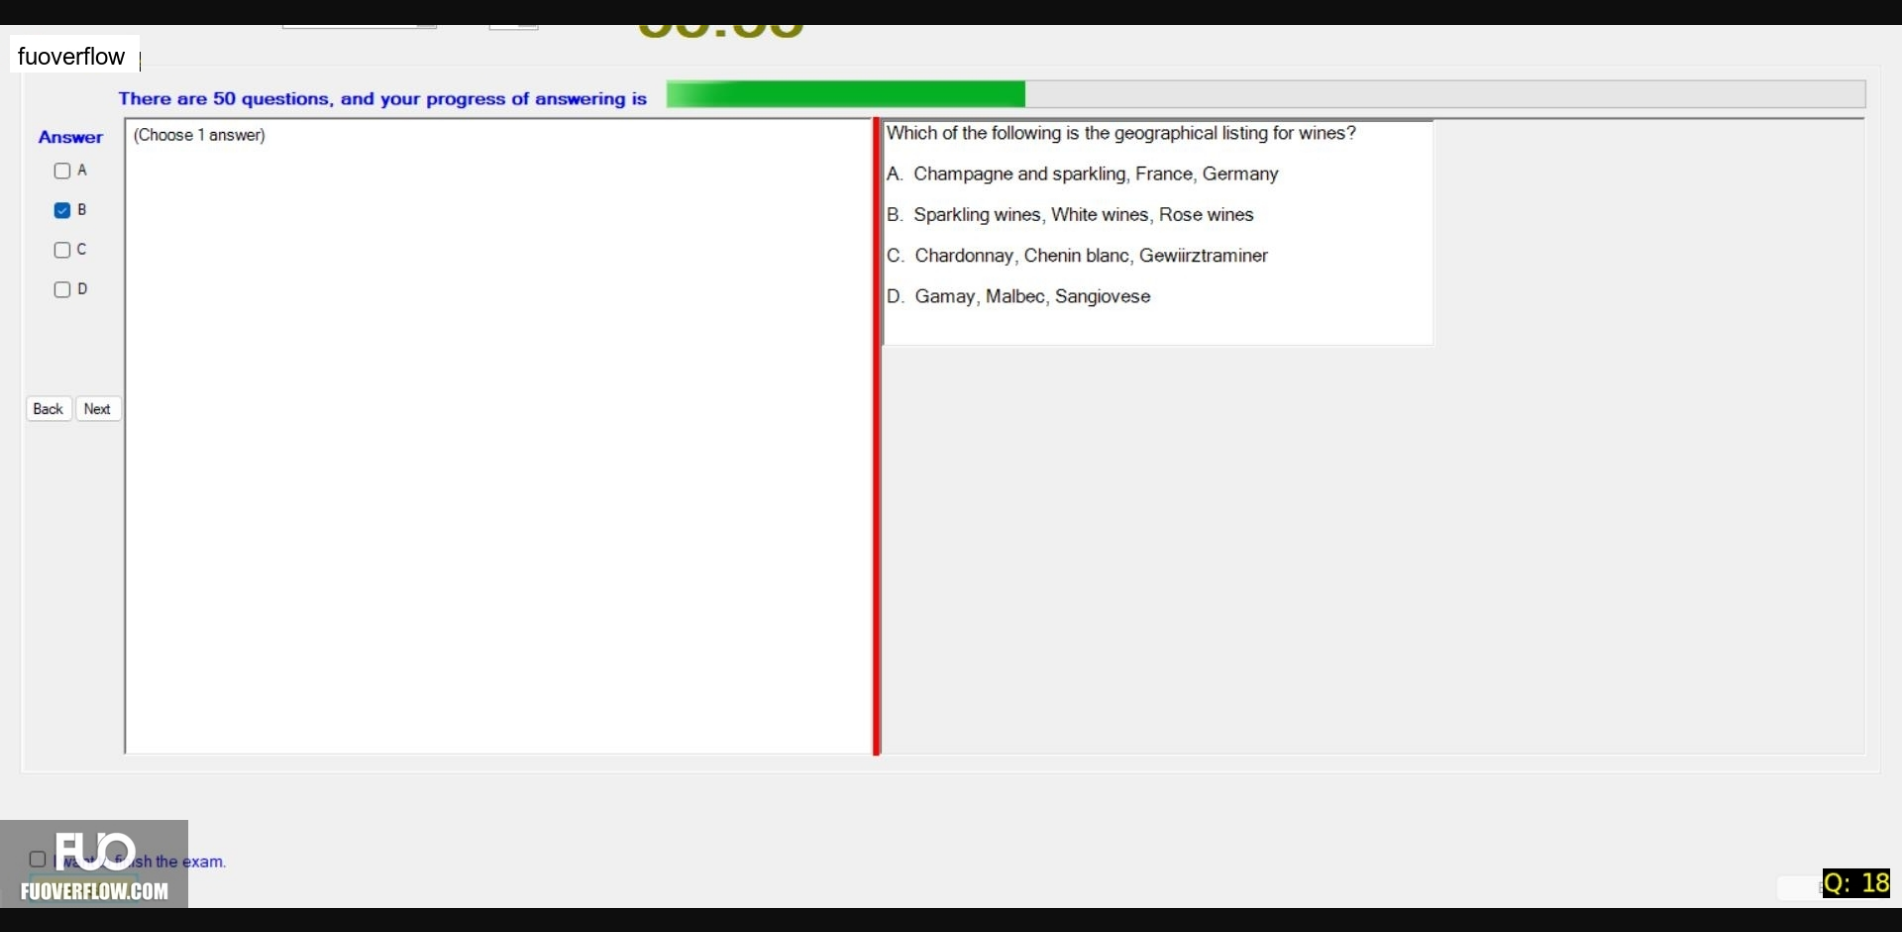 fuoverflow
There are 50 questions, and your progress of answering is
Answer
(Choose 1 answer)
A
B
C
D
Back
Next
Which of the following is the geographical listing for wines?
A. Champagne and sparkling, France, Germany
B. Sparkling wines, White wines, Rose wines
C. Chardonnay, Chenin blanc, Gewiirztraminer
D. Gamay, Malbec, Sangiovese
FUO
the exam.
FUOVERFLOW.COM
Q: 18